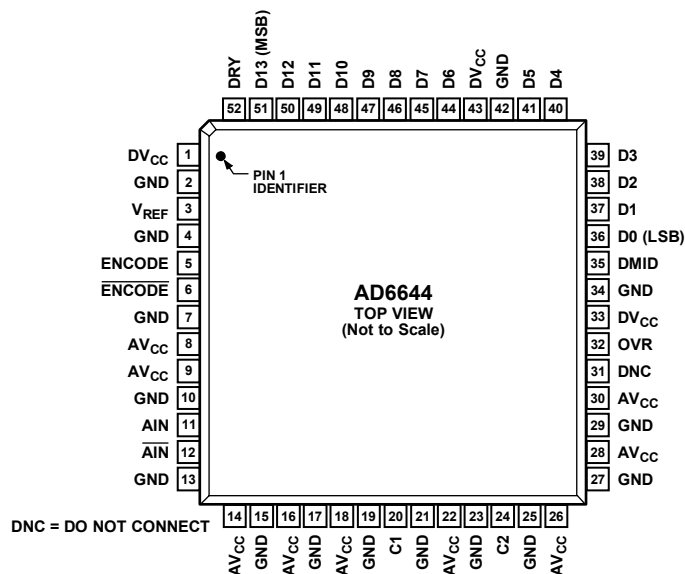 DRY D13 (MSB) D12 D11 D10 D9 D8 D7 D6 DVCC GND D5 D4
52 51 50 49 48 47 46 45 44 43 42 41 40
DVCC 1
GND 2
VREF 3
GND 4
ENCODE 5
ENCODE 6
GND 7
AVCC 8
AVCC 9
GND 10
AIN 11
AIN 12
GND 13
PIN 1
IDENTIFIER
AD6644
TOP VIEW
(Not to Scale)
39 D3
38 D2
37 D1
36 D0 (LSB)
35 DMID
34 GND
33 DVCC
32 OVR
31 DNC
30 AVCC
29 GND
28 AVCC
27 GND
DNC = DO NOT CONNECT
14 15 16 17 18 19 20 21 22 23 24 25 26
AVCC GND AVCC GND AVCC GND C1 GND AVCC GND C2 GND AVCC